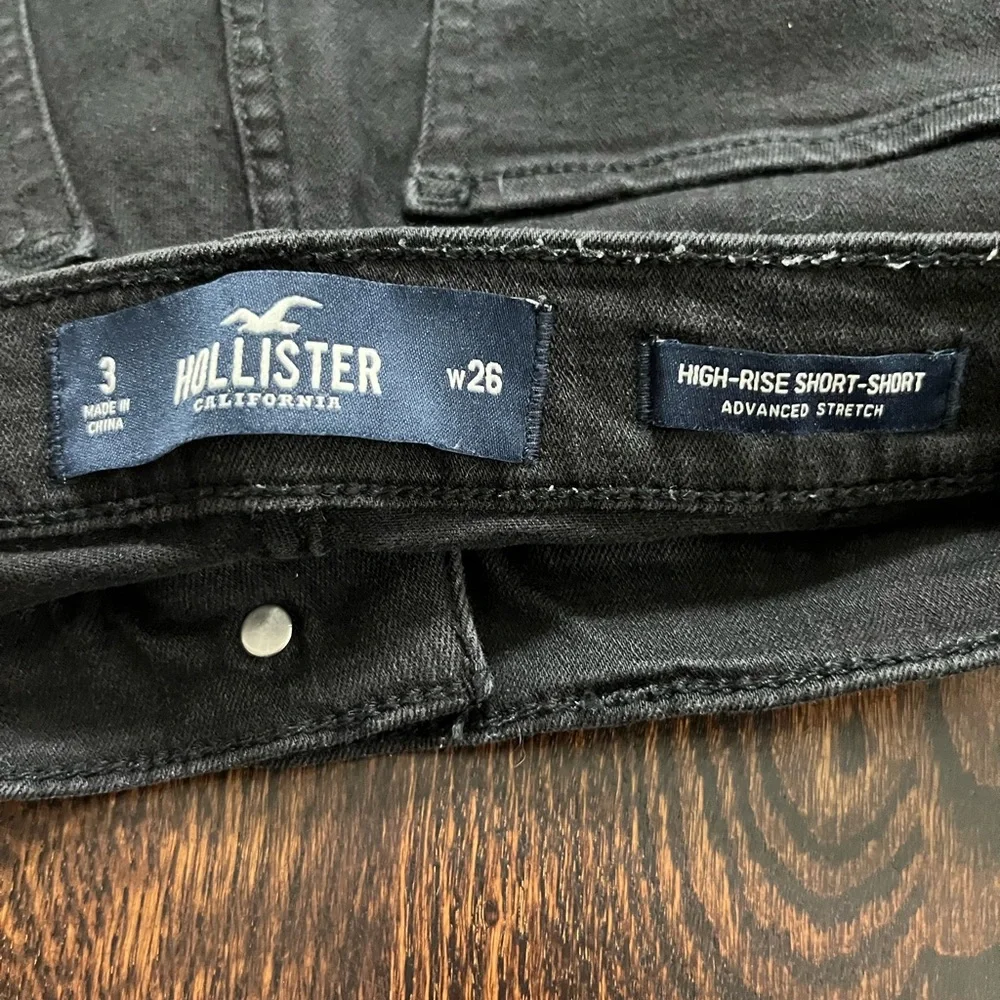 3
MADE IN
CHINA
HOLLISTER
CALIFORNIA
W26
HIGH-RISE SHORT-SHORT
ADVANCED STRETCH